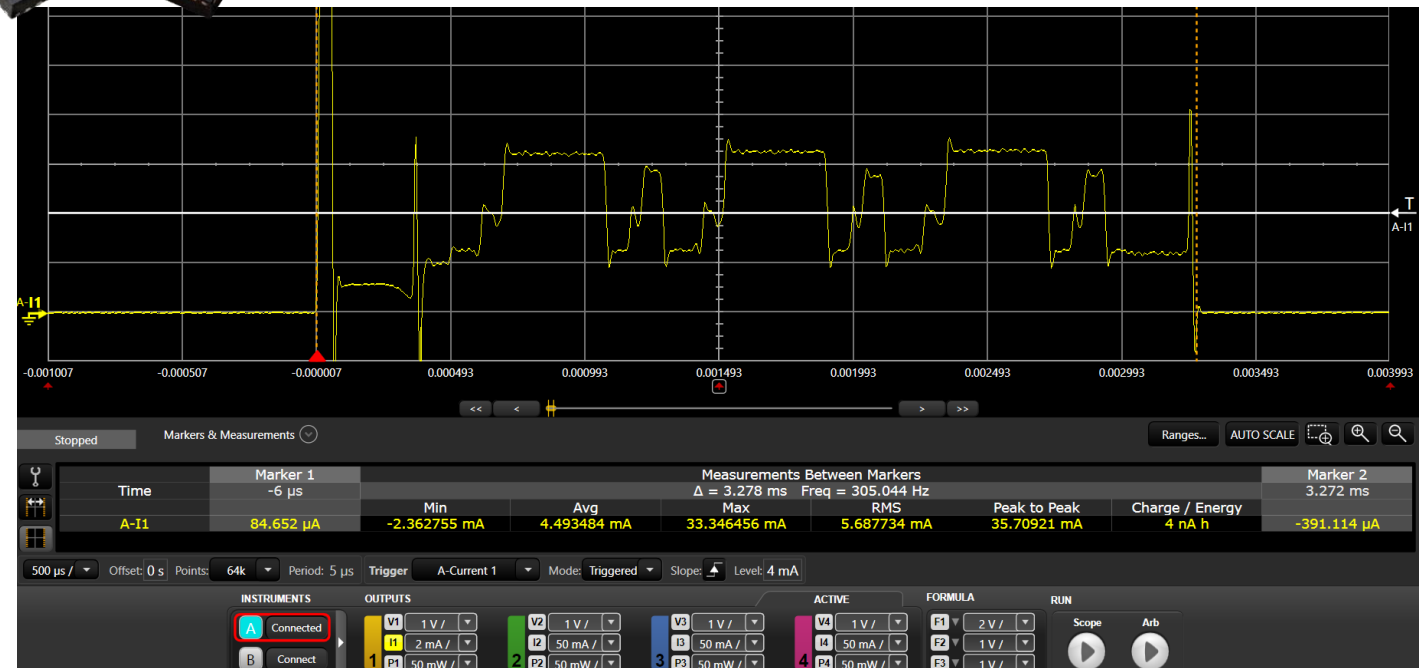 T
A-I1
A-I1
-0.001007 -0.000507 -0.000007 0.000493 0.000993 0.001493 0.001993 0.002493 0.002993 0.003493 0.003993
<< < > >>
Stopped Markers & Measurements Ranges... AUTO SCALE
Marker 1 Measurements Between Markers Marker 2
Time -6 µs Δ = 3.278 ms Freq = 305.044 Hz 3.272 ms
Min Avg Max RMS Peak to Peak Charge / Energy
A-I1 84.652 µA -2.362755 mA 4.493484 mA 33.346456 mA 5.687734 mA 35.70921 mA 4 nA h -391.114 µA
500 µs / Offset: 0 s Points: 64k Period: 5 µs Trigger A-Current 1 Mode: Triggered Slope: Level: 4 mA
INSTRUMENTS OUTPUTS ACTIVE FORMULA RUN
A Connected V1 1 V / V2 1 V / V3 1 V / V4 1 V / F1 2 V / Scope Arb
I1 2 mA / I2 50 mA / I3 50 mA / I4 50 mA / F2 1 V /
B Connect 1 P1 50 mW / 2 P2 50 mW / 3 P3 50 mW / 4 P4 50 mW / F3 1 V /